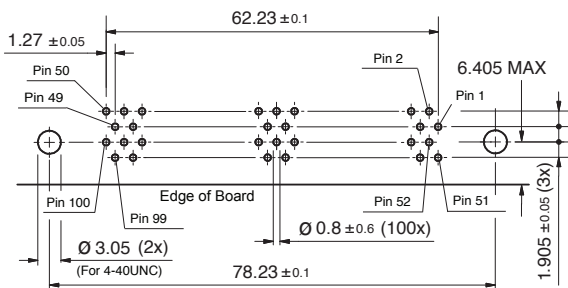 62.23 ±0.1
1.27 ±0.05
Pin 50
Pin 2
6.405 MAX
Pin 49
Pin 1
Edge of Board
Pin 100
Pin 99
Pin 52
Pin 51
Ø 3.05 (2x)
(For 4-40UNC)
Ø 0.8 ±0.6 (100x)
1.905 ±0.05 (3x)
78.23 ±0.1